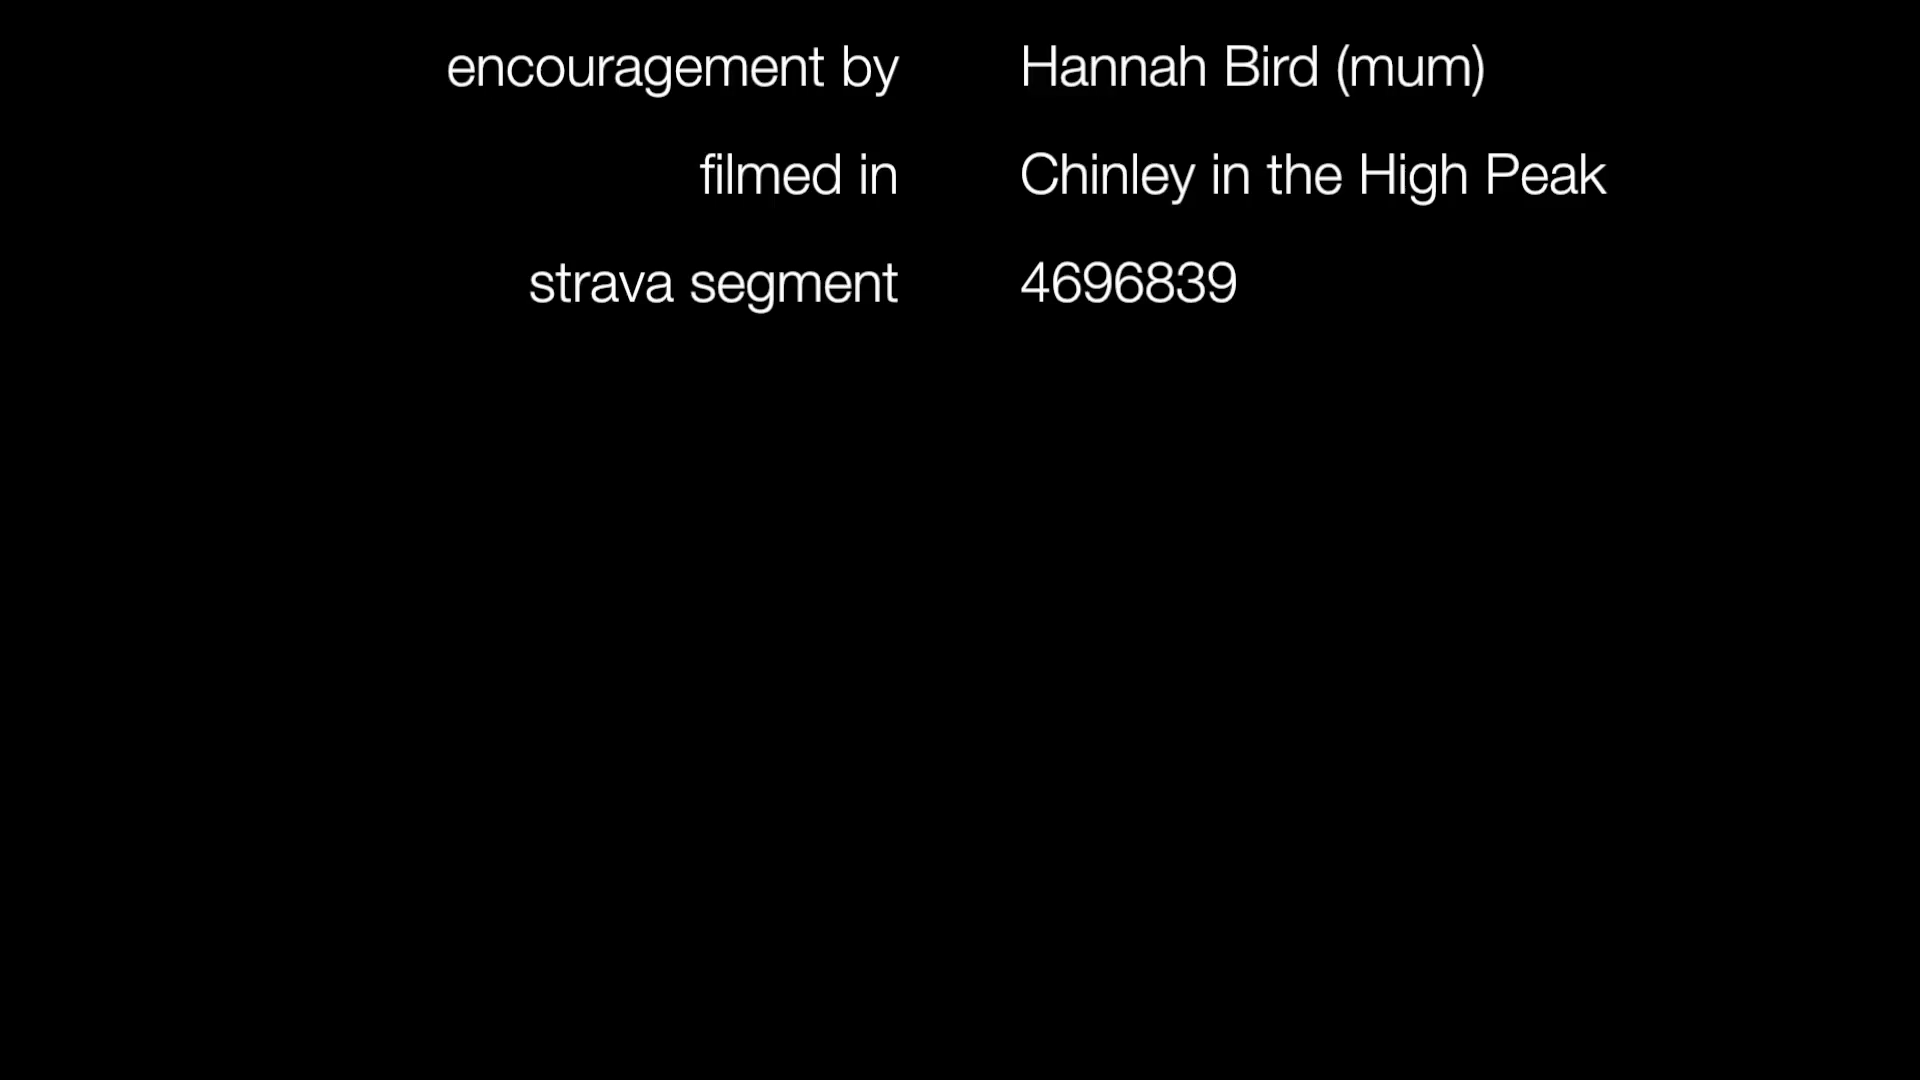 encouragement by Hannah Bird (mum)
filmed in Chinley in the High Peak
strava segment 4696839